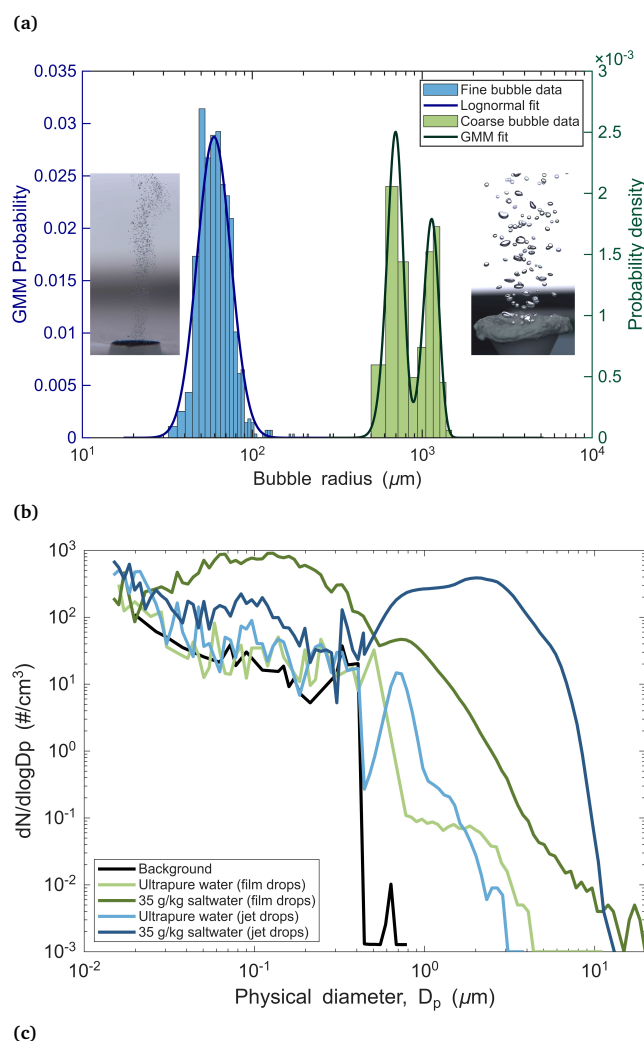 (a)
×10⁻³
0.035
0.03
0.025
0.02
0.015
0.01
0.005
0
GMM Probability
3
2.5
2
1.5
1
0.5
0
Probability density
Fine bubble data
Lognormal fit
Coarse bubble data
GMM fit
10¹
10²
10³
10⁴
Bubble radius (μm)
(b)
10³
10²
10¹
10⁰
10⁻¹
10⁻²
10⁻³
dN/dlogDp (#/cm³)
Background
Ultrapure water (film drops)
35 g/kg saltwater (film drops)
Ultrapure water (jet drops)
35 g/kg saltwater (jet drops)
10⁻²
10⁻¹
10⁰
10¹
Physical diameter, Dₚ (μm)
(c)